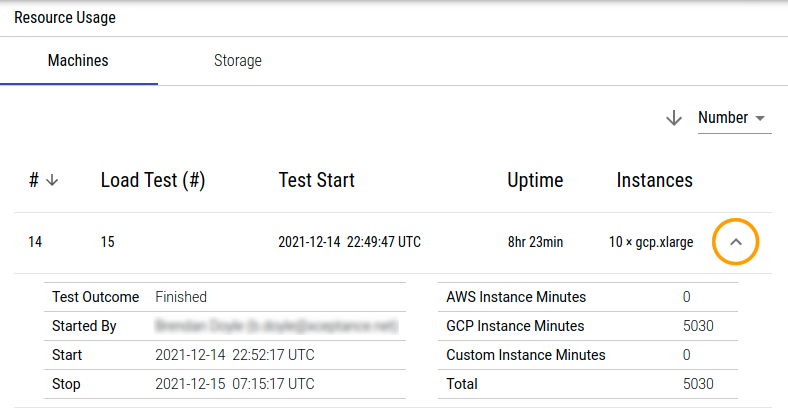 Resource Usage
Machines Storage
Number
# Load Test (#) Test Start Uptime Instances
14 15 2021-12-14 22:49:47 UTC 8hr 23min 10 × gcp.xlarge
Test Outcome Finished AWS Instance Minutes 0
Started By GCP Instance Minutes 5030
Start 2021-12-14 22:52:17 UTC Custom Instance Minutes 0
Stop 2021-12-15 07:15:17 UTC Total 5030